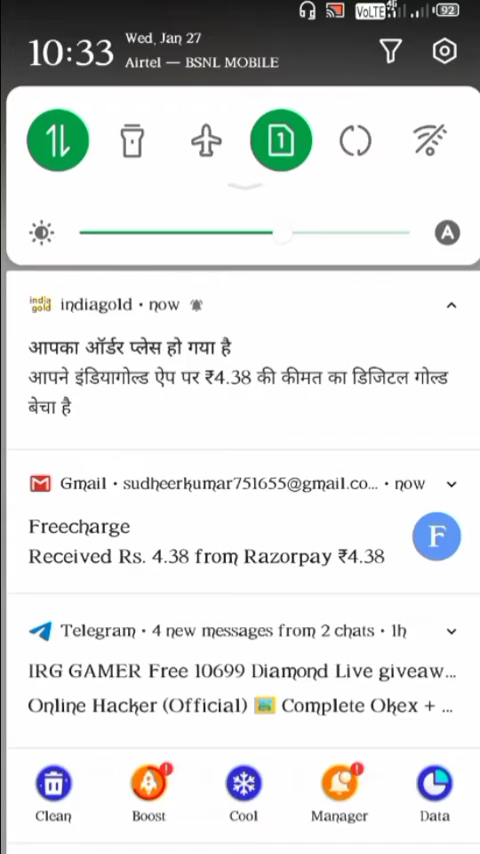 VoLTE 4G 92
10:33
Wed, Jan 27
Airtel — BSNL MOBILE
1
A
india gold
indiagold • now
आपका ऑर्डर प्लेस हो गया है
आपने इंडियागोल्ड ऐप पर ₹4.38 की कीमत का डिजिटल गोल्ड
बेचा है
Gmail • sudheerkumar751655@gmail.co... • now
Freecharge
Received Rs. 4.38 from Razorpay ₹4.38
F
Telegram • 4 new messages from 2 chats • 1h
IRG GAMER Free 10699 Diamond Live giveaw...
Online Hacker (Official) 🖼️ Complete Okex + ...
Clean Boost Cool Manager Data